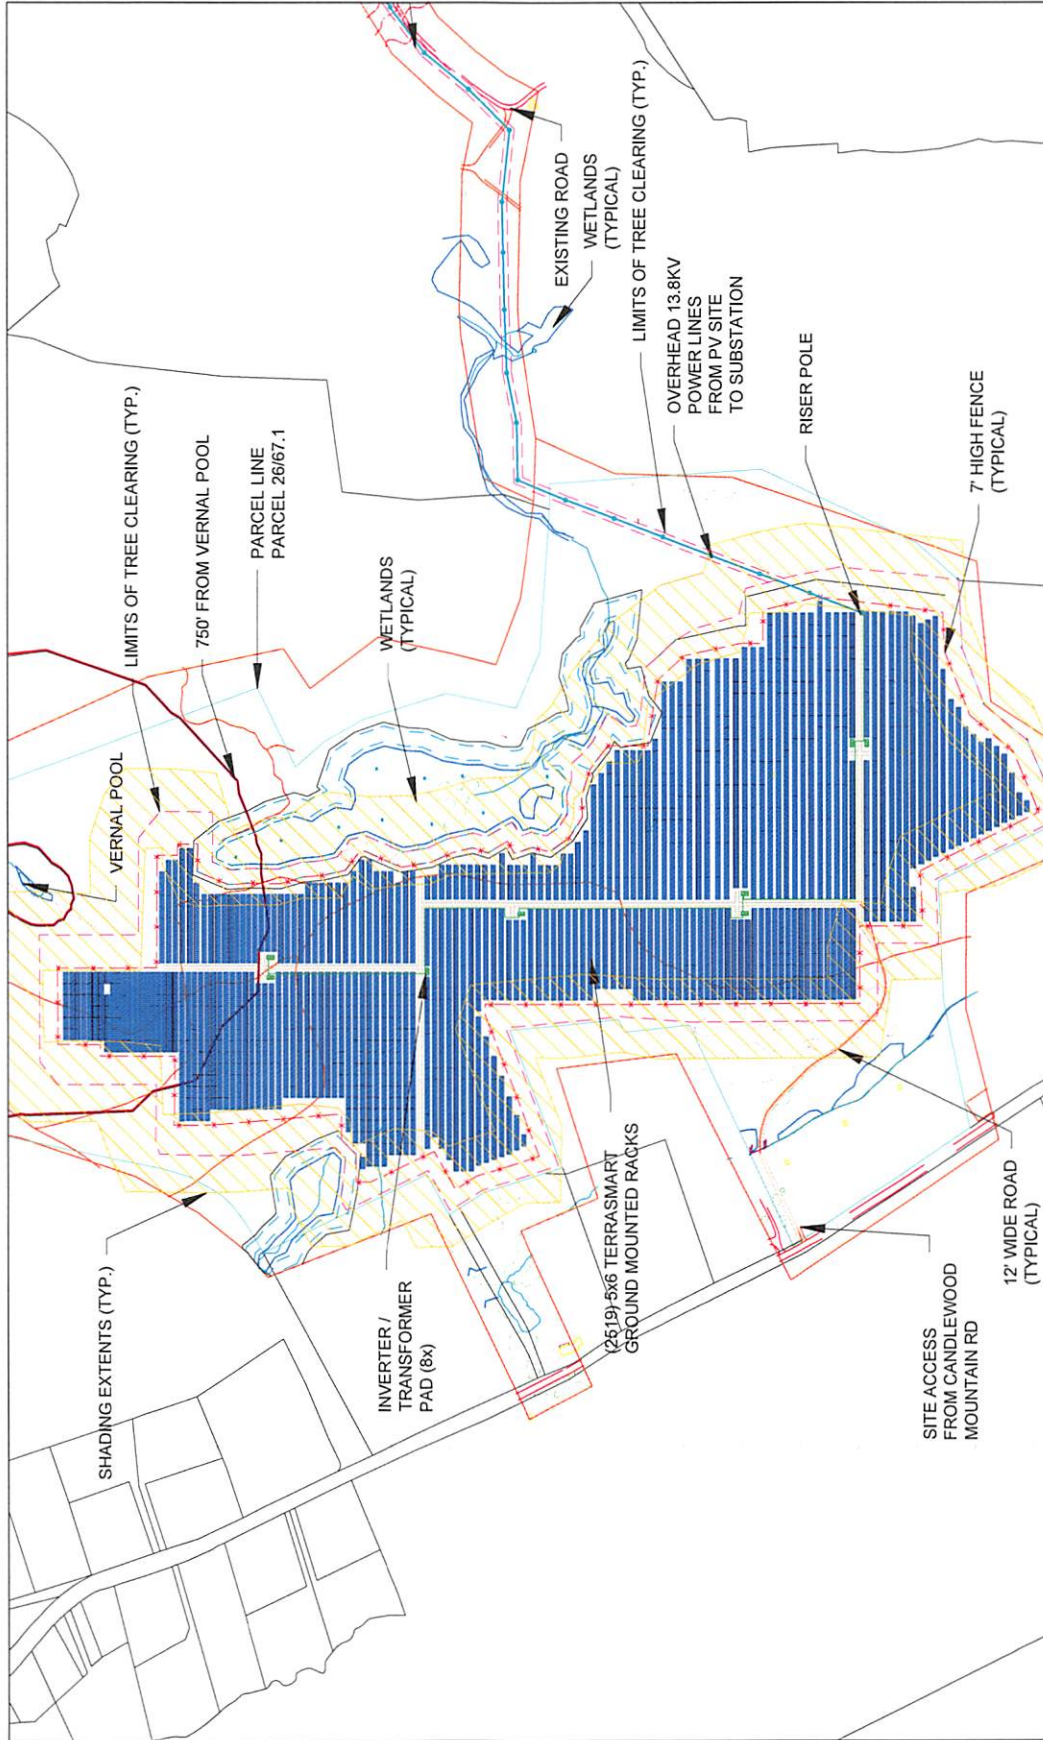 SHADING EXTENTS (TYP.)
VERNAL POOL
LIMITS OF TREE CLEARING (TYP.)
750' FROM VERNAL POOL
PARCEL LINE
PARCEL 26/67.1
WETLANDS
(TYPICAL)
INVERTER /
TRANSFORMER
PAD (8x)
(2519) 5x6 TERRASMART
GROUND MOUNTED RACKS
EXISTING ROAD
WETLANDS
(TYPICAL)
LIMITS OF TREE CLEARING (TYP.)
OVERHEAD 13.8KV
POWER LINES
FROM PV SITE
TO SUBSTATION
RISER POLE
7' HIGH FENCE
(TYPICAL)
SITE ACCESS
FROM CANDLEWOOD
MOUNTAIN RD
12' WIDE ROAD
(TYPICAL)